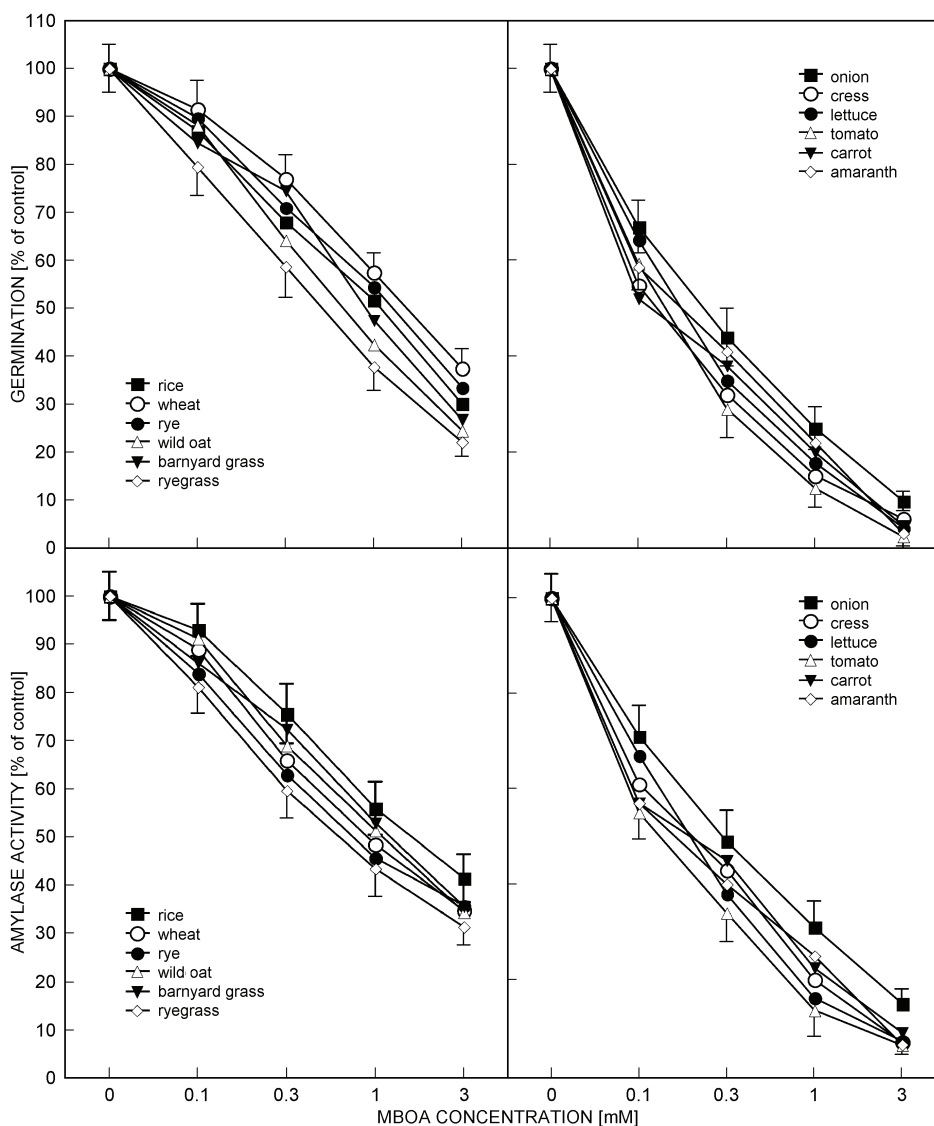 110
100
90
80
70
60
50
40
30
20
10
0
GERMINATION [% of control]
rice
wheat
rye
wild oat
barnyard grass
ryegrass
onion
cress
lettuce
tomato
carrot
amaranth
100
90
80
70
60
50
40
30
20
10
0
AMYLASE ACTIVITY [% of control]
rice
wheat
rye
wild oat
barnyard grass
ryegrass
onion
cress
lettuce
tomato
carrot
amaranth
0 0.1 0.3 1 3 0 0.1 0.3 1 3
MBOA CONCENTRATION [mM]